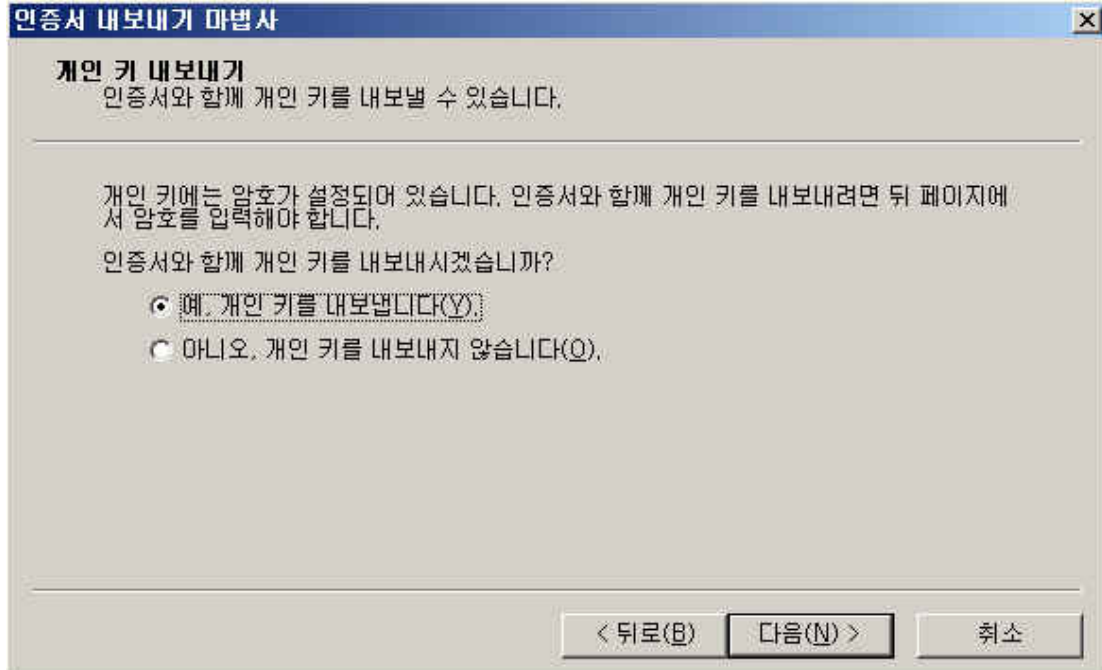 인증서 내보내기 마법사
개인 키 내보내기
인증서와 함께 개인 키를 내보낼 수 있습니다.
개인 키에는 암호가 설정되어 있습니다. 인증서와 함께 개인 키를 내보내려면 뒤 페이지에
서 암호를 입력해야 합니다.
인증서와 함께 개인 키를 내보내시겠습니까?
예, 개인 키를 내보냅니다(Y).
아니오, 개인 키를 내보내지 않습니다(O).
< 뒤로(B)
다음(N) >
취소